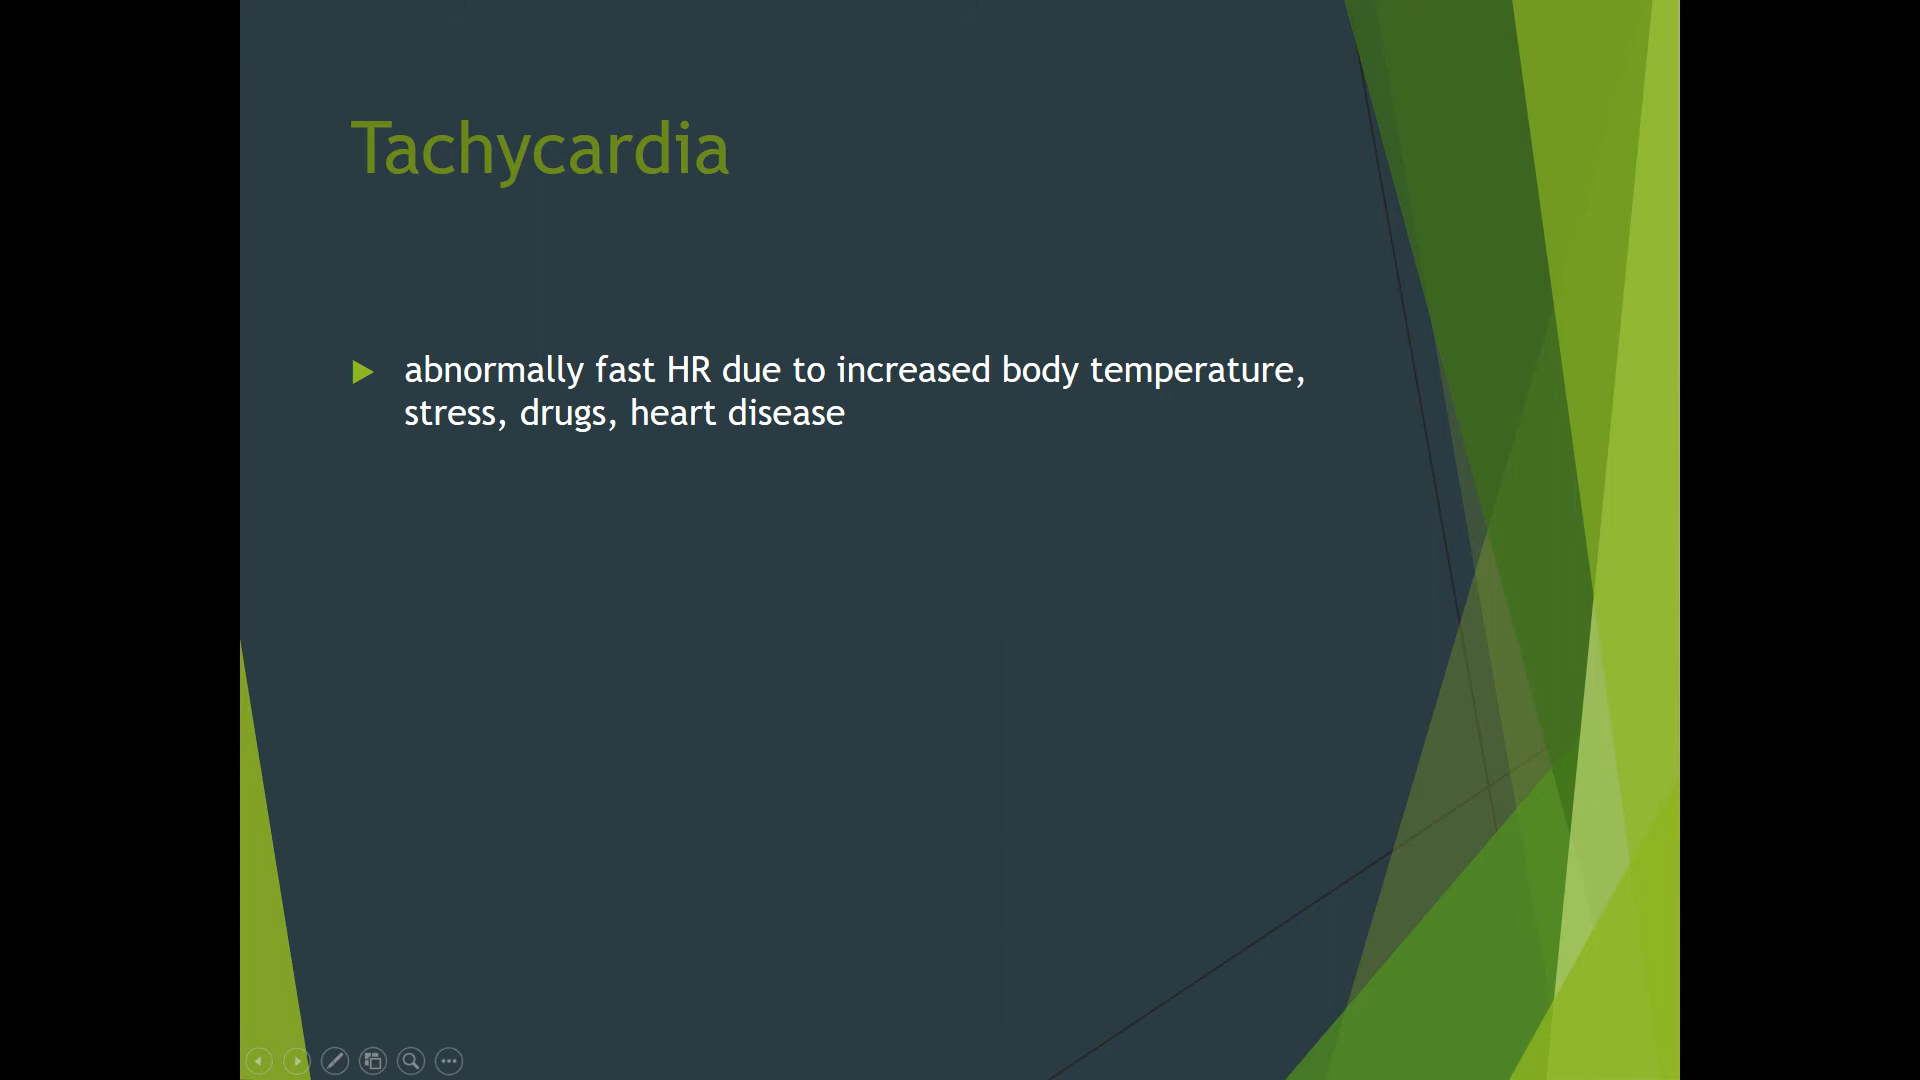 Tachycardia
abnormally fast HR due to increased body temperature,
stress, drugs, heart disease